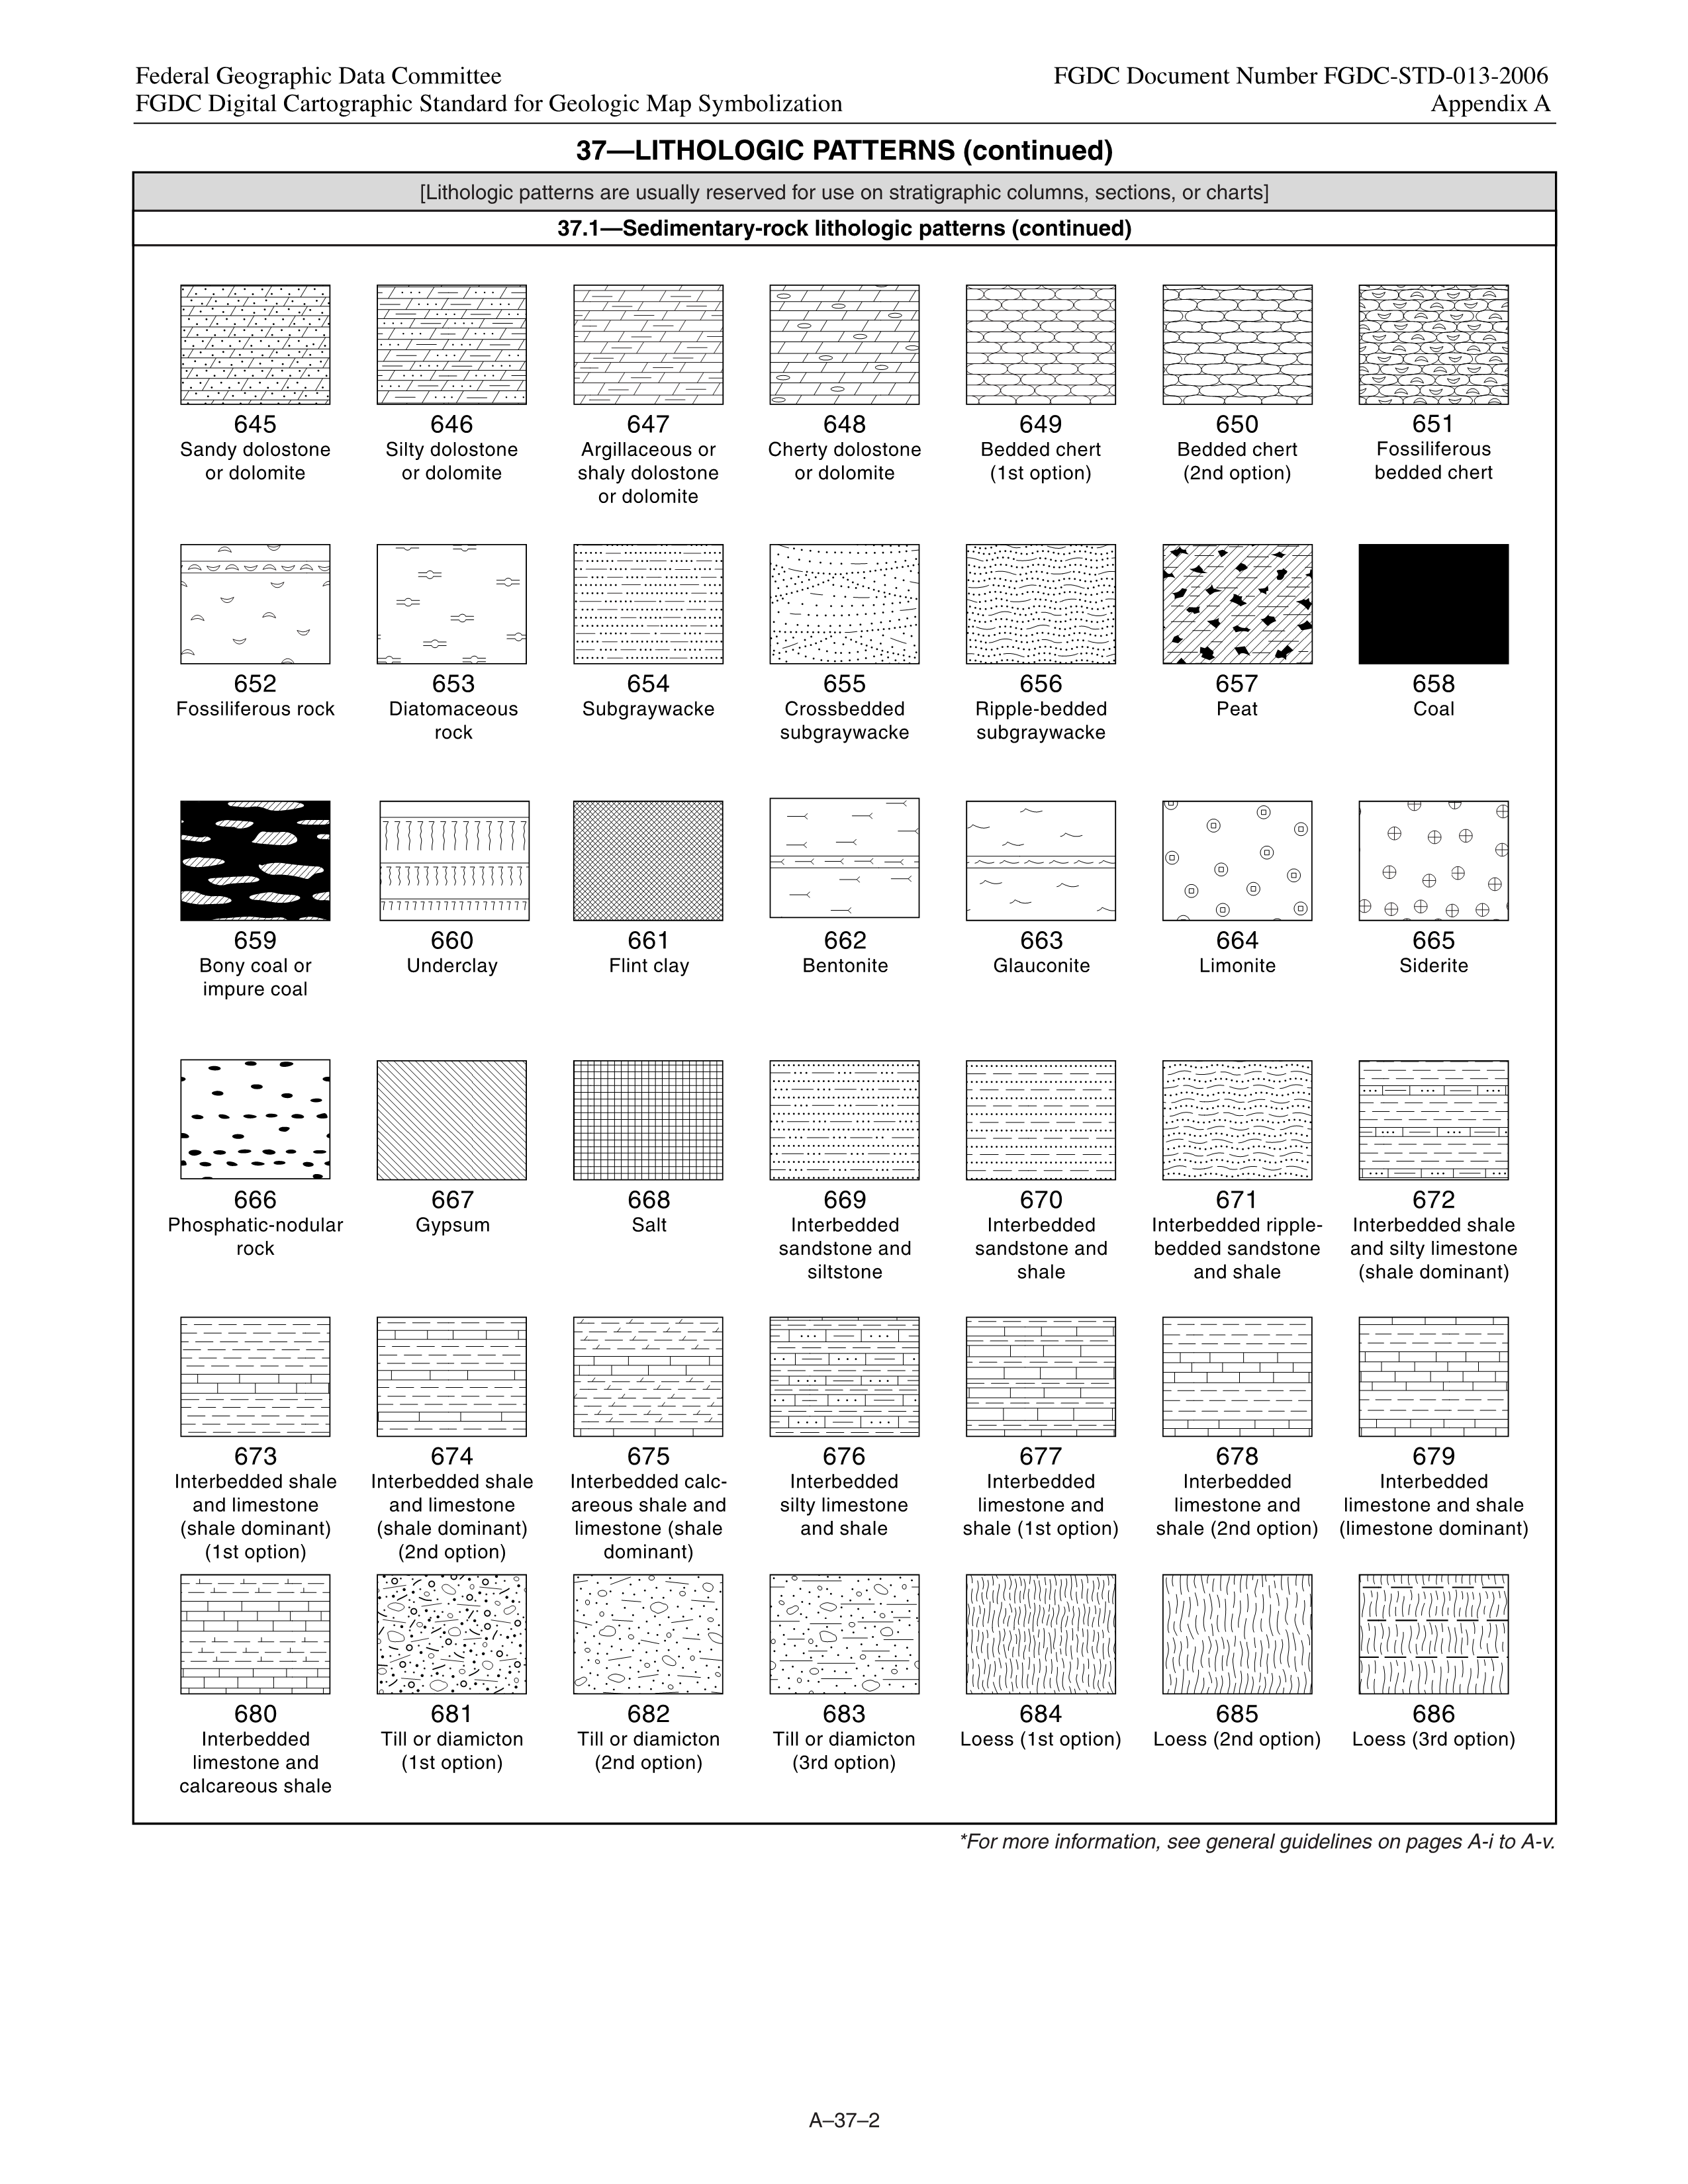 Federal Geographic Data Committee
FGDC Document Number FGDC-STD-013-2006
FGDC Digital Cartographic Standard for Geologic Map Symbolization
Appendix A
37—LITHOLOGIC PATTERNS (continued)
[Lithologic patterns are usually reserved for use on stratigraphic columns, sections, or charts]
37.1—Sedimentary-rock lithologic patterns (continued)
645
Sandy dolostone
or dolomite
646
Silty dolostone
or dolomite
647
Argillaceous or
shaly dolostone
or dolomite
648
Cherty dolostone
or dolomite
649
Bedded chert
(1st option)
650
Bedded chert
(2nd option)
651
Fossiliferous
bedded chert
652
Fossiliferous rock
653
Diatomaceous
rock
654
Subgraywacke
655
Crossbedded
subgraywacke
656
Ripple-bedded
subgraywacke
657
Peat
658
Coal
659
Bony coal or
impure coal
660
Underclay
661
Flint clay
662
Bentonite
663
Glauconite
664
Limonite
665
Siderite
666
Phosphatic-nodular
rock
667
Gypsum
668
Salt
669
Interbedded
sandstone and
siltstone
670
Interbedded
sandstone and
shale
671
Interbedded ripple-
bedded sandstone
and shale
672
Interbedded shale
and silty limestone
(shale dominant)
673
Interbedded shale
and limestone
(shale dominant)
(1st option)
674
Interbedded shale
and limestone
(shale dominant)
(2nd option)
675
Interbedded calc-
areous shale and
limestone (shale
dominant)
676
Interbedded
silty limestone
and shale
677
Interbedded
limestone and
shale (1st option)
678
Interbedded
limestone and
shale (2nd option)
679
Interbedded
limestone and shale
(limestone dominant)
680
Interbedded
limestone and
calcareous shale
681
Till or diamicton
(1st option)
682
Till or diamicton
(2nd option)
683
Till or diamicton
(3rd option)
684
Loess (1st option)
685
Loess (2nd option)
686
Loess (3rd option)
*For more information, see general guidelines on pages A-i to A-v.
A–37–2